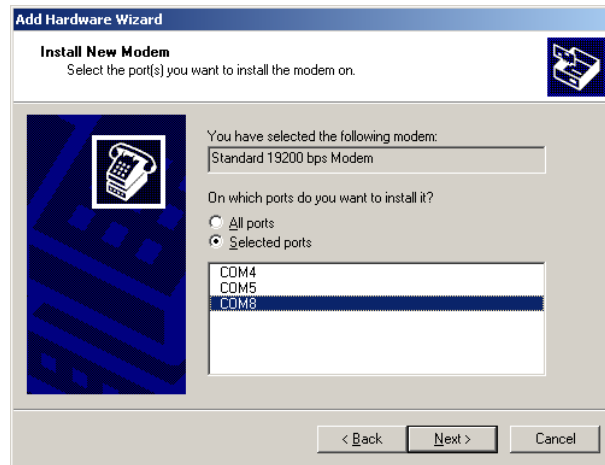 Add Hardware Wizard
Install New Modem
Select the port(s) you want to install the modem on.
You have selected the following modem:
Standard 19200 bps Modem
On which ports do you want to install it?
All ports
Selected ports
COM4
COM5
COM8
< Back
Next >
Cancel